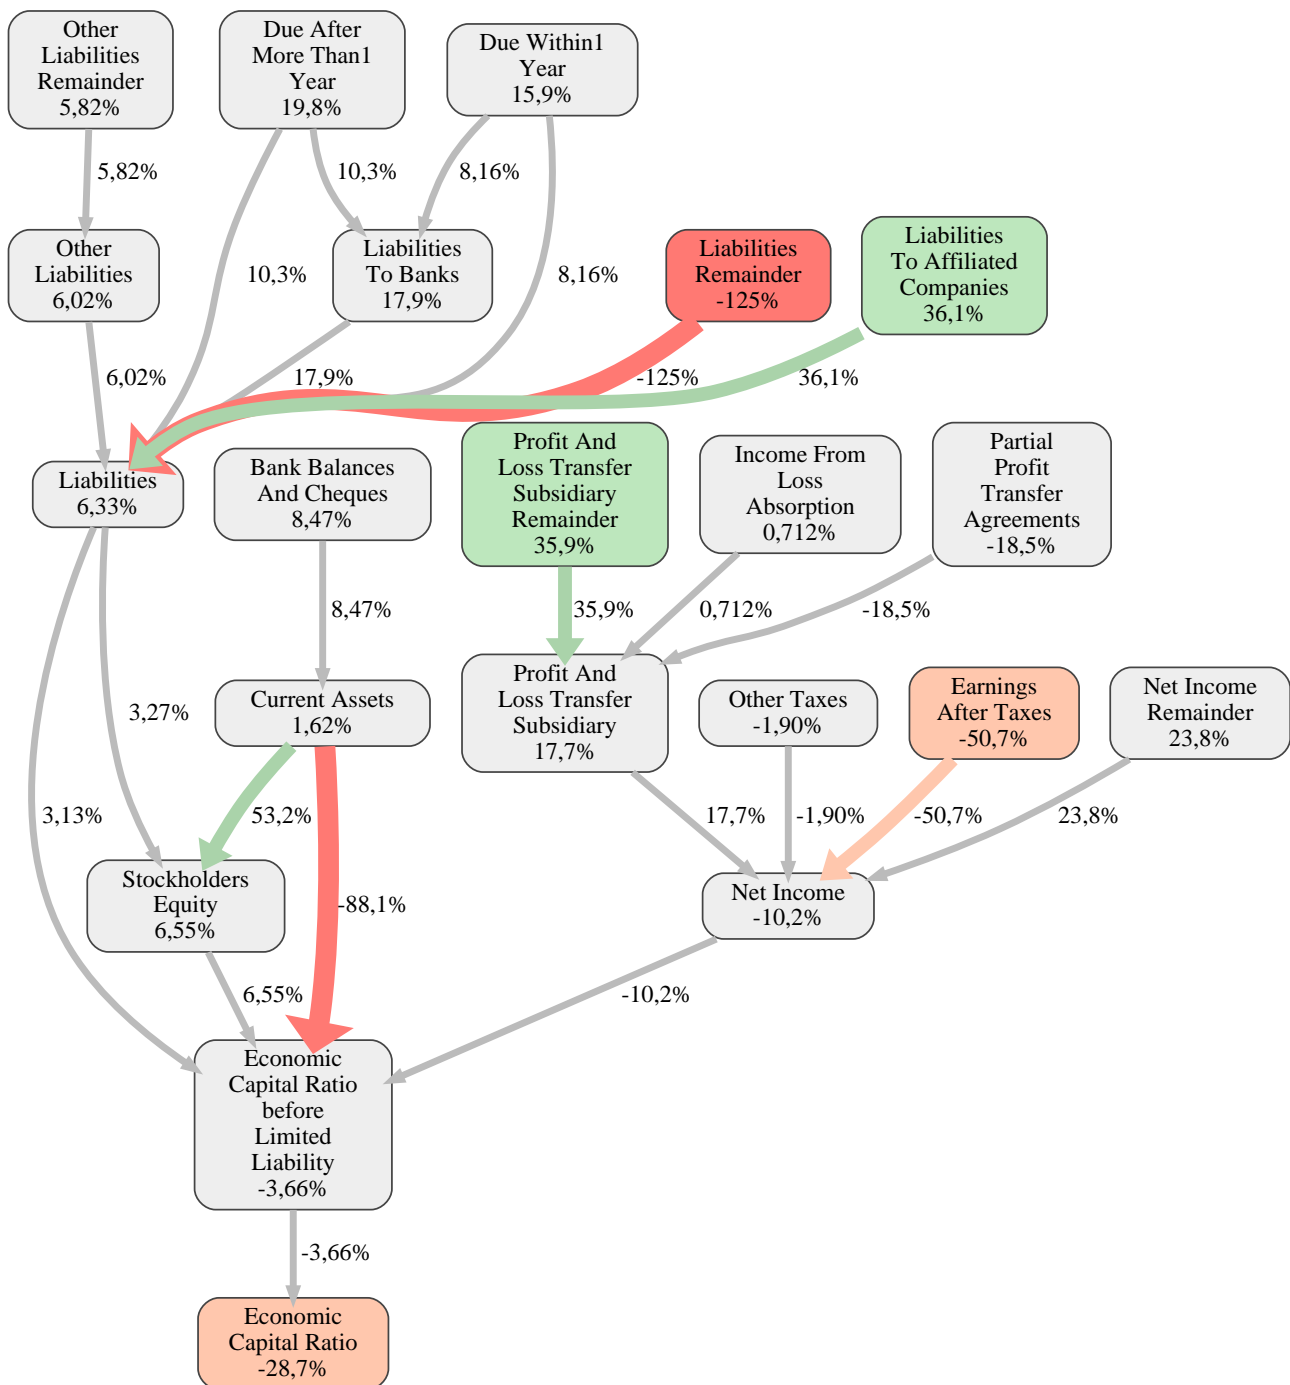 Other
Liabilities
Remainder
5,82%
Due After
More Than1
Year
19,8%
Due Within1
Year
15,9%
5,82%
10,3%
8,16%
Other
Liabilities
6,02%
10,3%
Liabilities
To Banks
17,9%
8,16%
Liabilities
Remainder
-125%
Liabilities
To Affiliated
Companies
36,1%
6,02%
17,9%
-125%
36,1%
Liabilities
6,33%
Bank Balances
And Cheques
8,47%
Profit And
Loss Transfer
Subsidiary
Remainder
35,9%
Income From
Loss
Absorption
0,712%
Partial
Profit
Transfer
Agreements
-18,5%
8,47%
35,9%
0,712%
-18,5%
3,27%
Current Assets
1,62%
Profit And
Loss Transfer
Subsidiary
17,7%
Other Taxes
-1,90%
Earnings
After Taxes
-50,7%
Net Income
Remainder
23,8%
3,13%
53,2%
17,7%
-1,90%
-50,7%
23,8%
Stockholders
Equity
6,55%
-88,1%
Net Income
-10,2%
6,55%
-10,2%
Economic
Capital Ratio
before
Limited
Liability
-3,66%
-3,66%
Economic
Capital Ratio
-28,7%